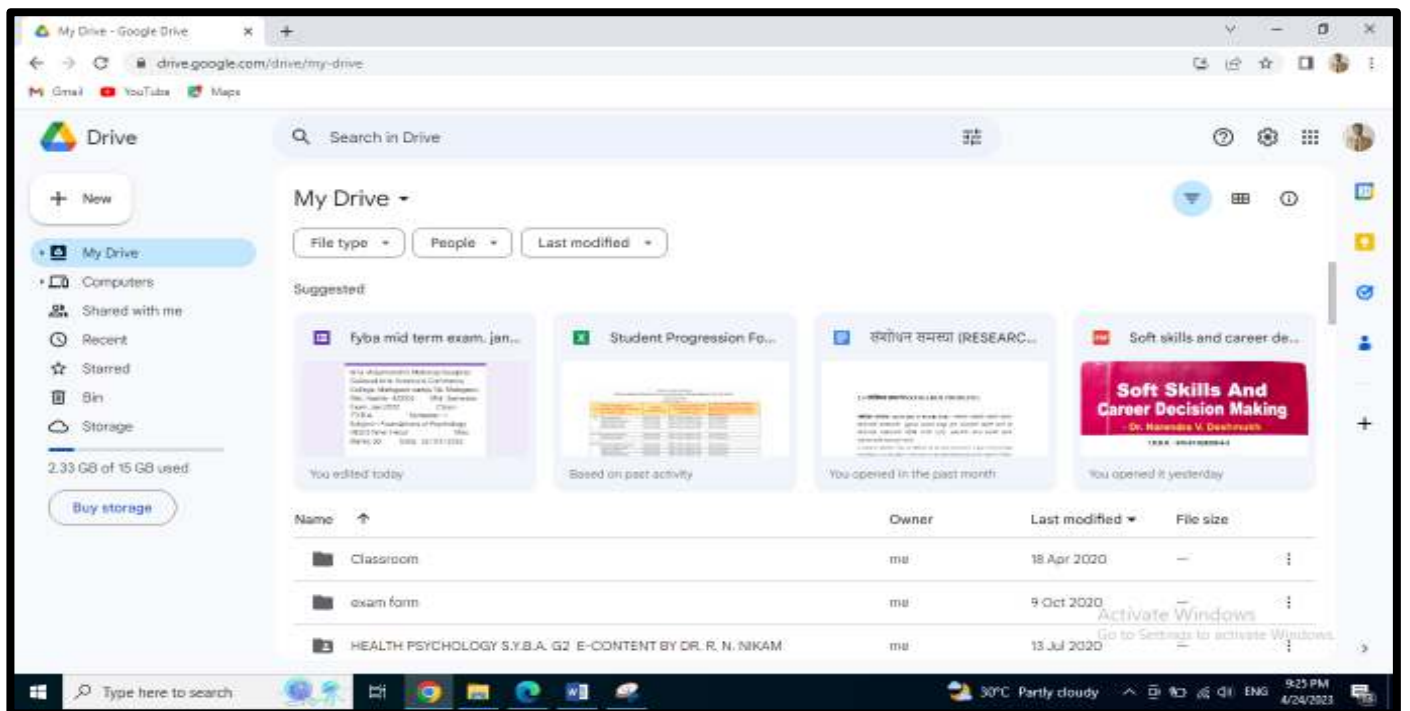 My Drive - Google Drive
drive.google.com/drive/my-drive
Gmail YouTube Maps
Drive
Search in Drive
New
My Drive
File type People Last modified
My Drive
Computers
Shared with me
Recent
Starred
Bin
Storage
2.33 GB of 15 GB used
Buy storage
Suggested
fyba mid term exam. jan...
You edited today
Student Progression Fo...
Based on past activity
संशोधन समस्या (RESEARC...
You opened in the past month
Soft skills and career de...
Soft Skills And
Career Decision Making
- Dr. Narendra V. Deshmukh
You opened it yesterday
Name Owner Last modified File size
Classroom me 18 Apr 2020 —
exam form me 9 Oct 2020 —
HEALTH PSYCHOLOGY S.Y.B.A. G2 E-CONTENT BY DR. R. N. NIKAM me 13 Jul 2020 —
Activate Windows
Go to Settings to activate Windows.
Type here to search
30°C Partly cloudy ENG 9:25 PM
4/24/2023